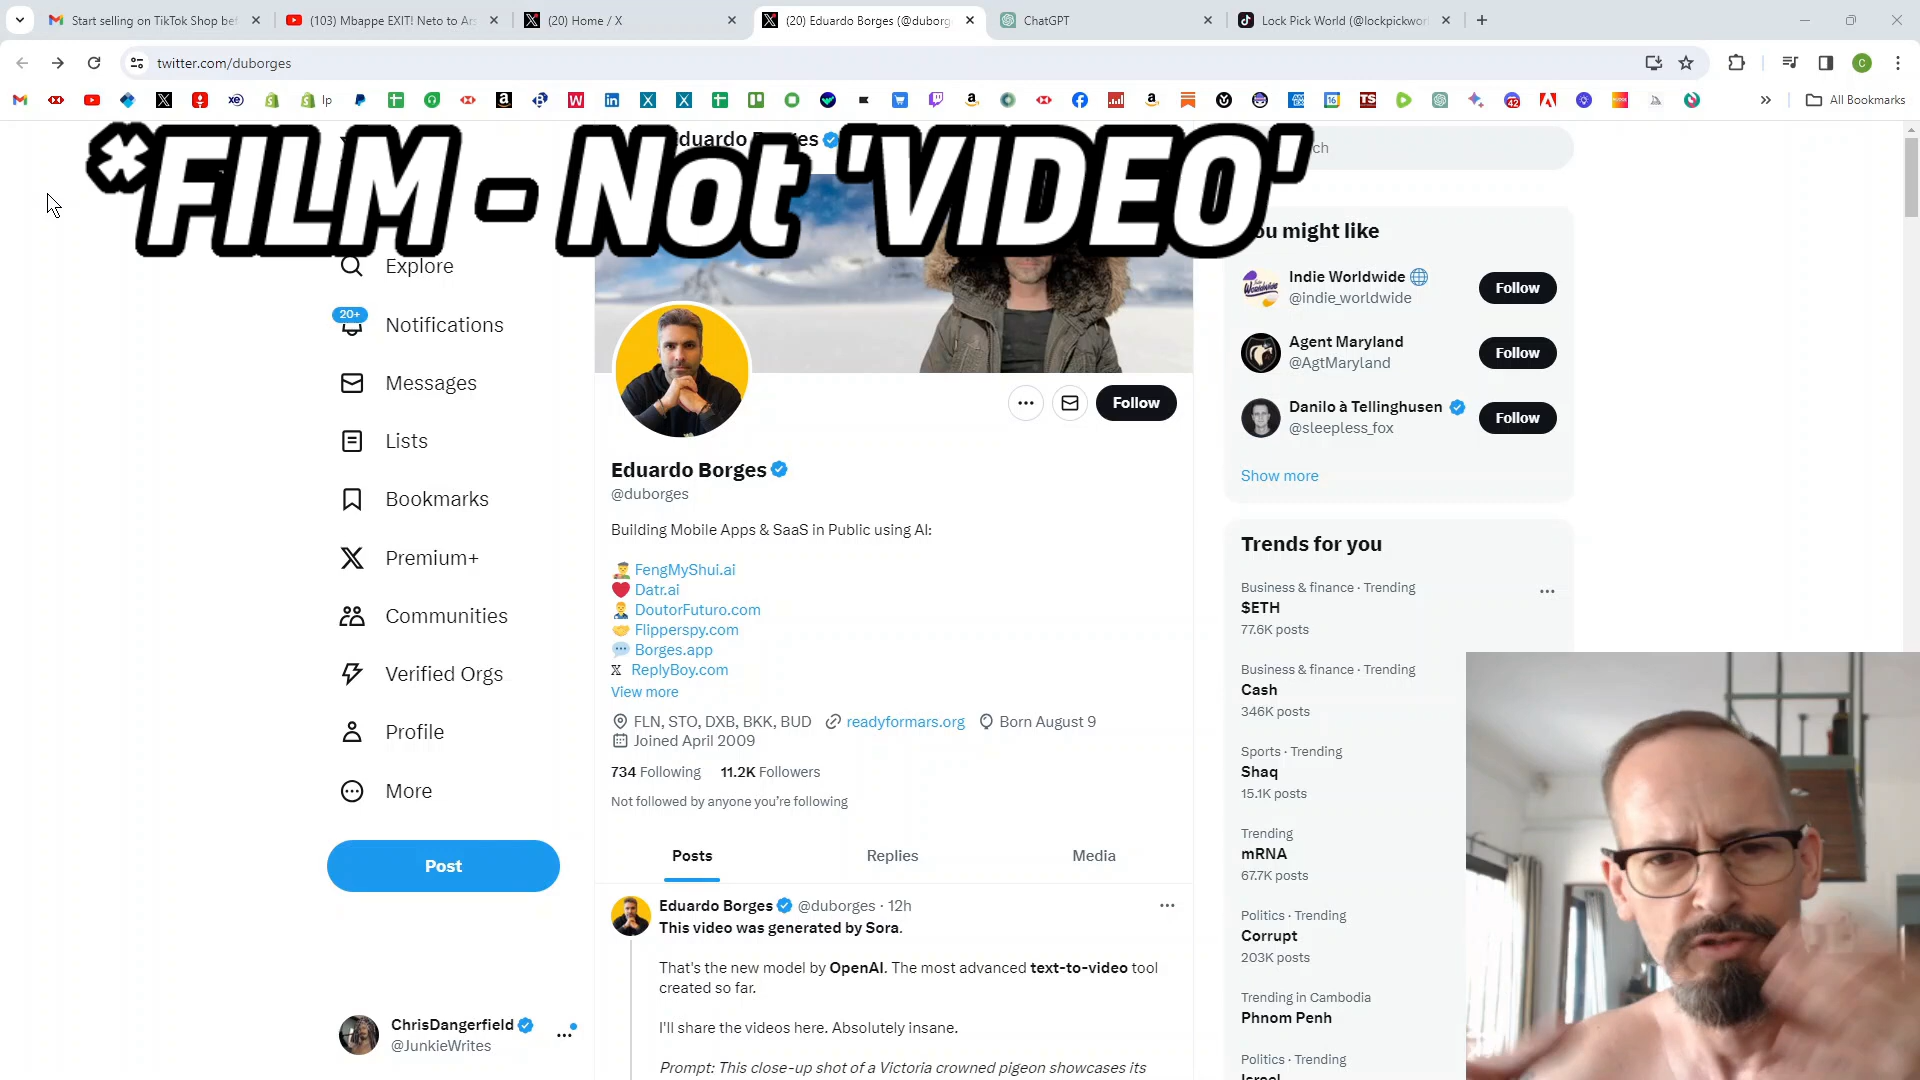 Start selling on TikTok Shop be
(103) Mbappe EXIT! Neto to Ars
(20) Home / X
(20) Eduardo Borges (@duborg
ChatGPT
Lock Pick World (@lockpickwor
twitter.com/duborges
lp
All Bookmarks
*FILM - Not 'VIDEO'
Explore
20+
Notifications
Messages
Lists
Bookmarks
Premium+
Communities
Verified Orgs
Profile
More
Post
ChrisDangerfield
@JunkieWrites
Follow
Eduardo Borges
@duborges
Building Mobile Apps & SaaS in Public using AI:
FengMyShui.ai
Datr.ai
DoutorFuturo.com
Flipperspy.com
Borges.app
ReplyBoy.com
View more
FLN, STO, DXB, BKK, BUD readyformars.org Born August 9
Joined April 2009
734 Following 11.2K Followers
Not followed by anyone you're following
Posts Replies Media
Eduardo Borges @duborges · 12h
This video was generated by Sora.
That's the new model by OpenAI. The most advanced text-to-video tool
created so far.
I'll share the videos here. Absolutely insane.
Prompt: This close-up shot of a Victoria crowned pigeon showcases its
You might like
Indie Worldwide
@indie_worldwide
Follow
Agent Maryland
@AgtMaryland
Follow
Danilo à Tellinghusen
@sleepless_fox
Follow
Show more
Trends for you
Business & finance · Trending
$ETH
77.6K posts
Business & finance · Trending
Cash
346K posts
Sports · Trending
Shaq
15.1K posts
Trending
mRNA
67.7K posts
Politics · Trending
Corrupt
203K posts
Trending in Cambodia
Phnom Penh
Politics · Trending